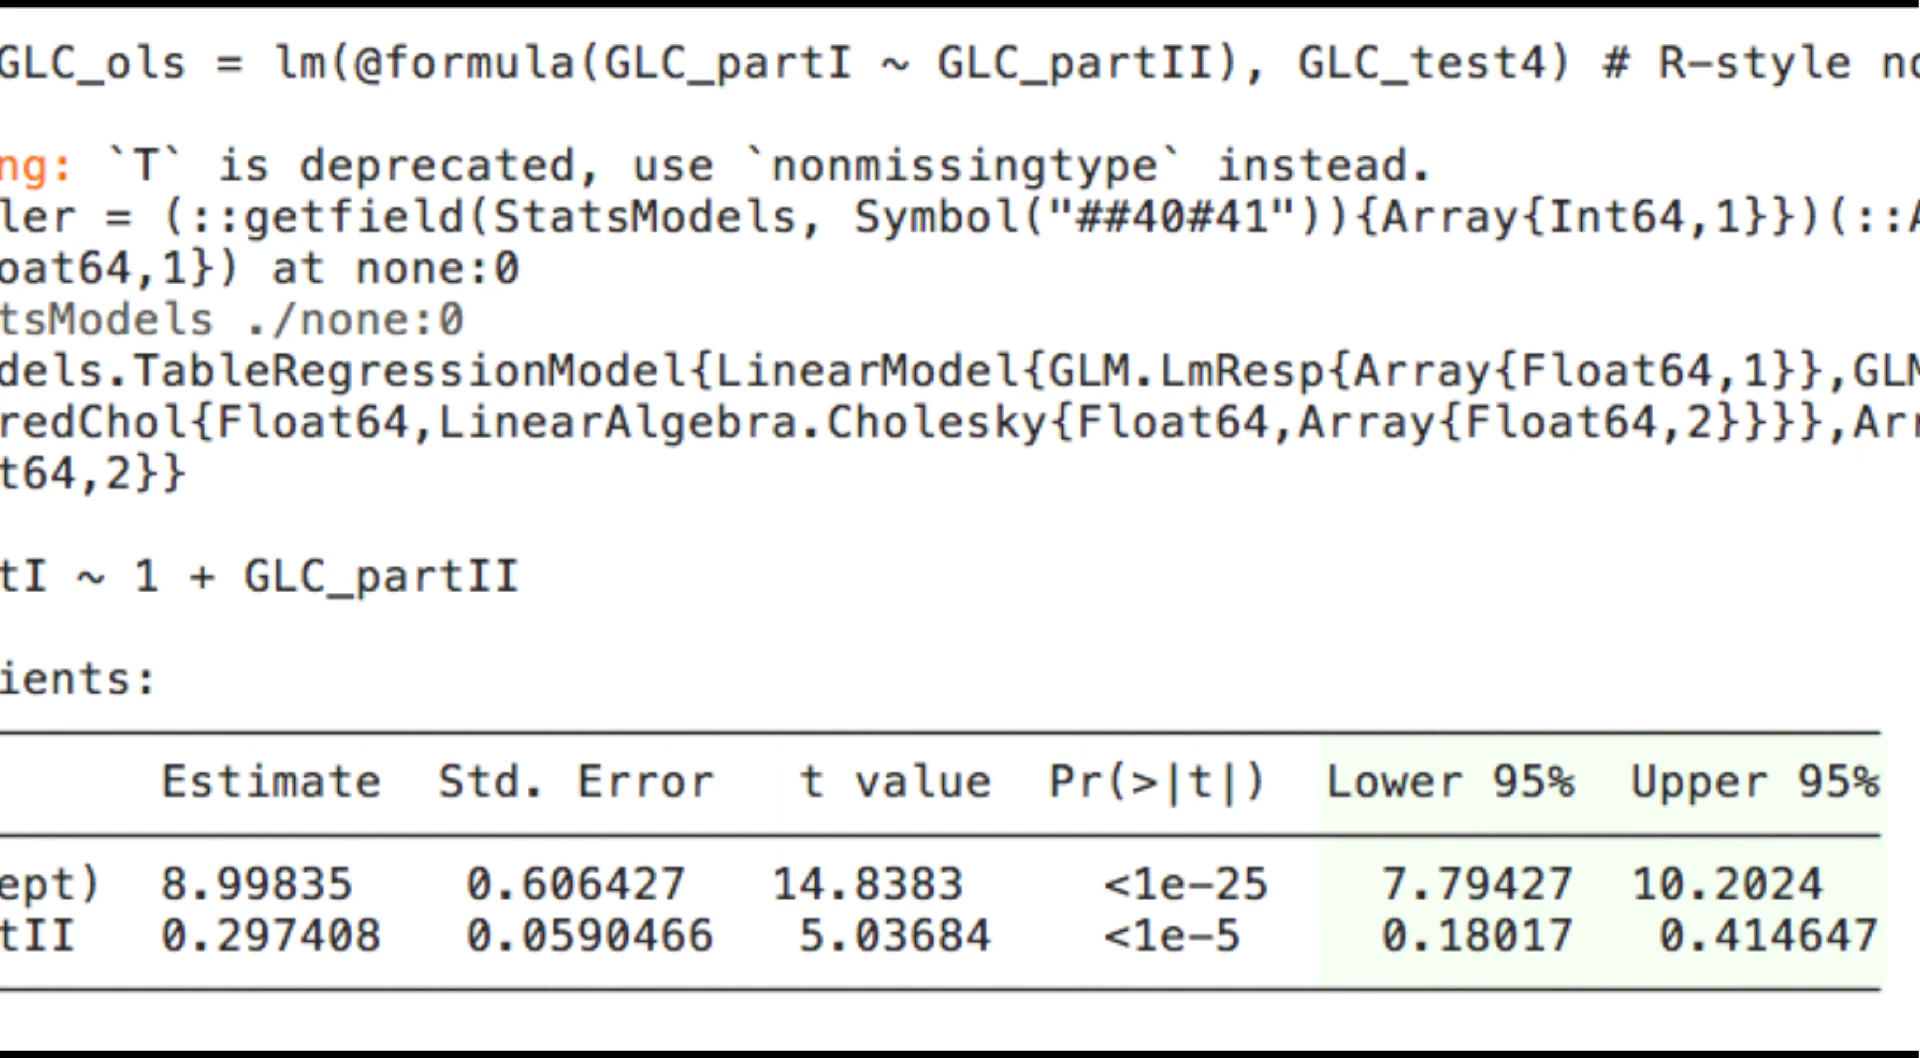 GLC_ols = lm(@formula(GLC_partI ~ GLC_partII), GLC_test4) # R-style no
ng: `T` is deprecated, use `nonmissingtype` instead.
ler = (::getfield(StatsModels, Symbol("##40#41")){Array{Int64,1}})(::A
oat64,1}) at none:0
tsModels ./none:0
dels.TableRegressionModel{LinearModel{GLM.LmResp{Array{Float64,1}},GLM
redChol{Float64,LinearAlgebra.Cholesky{Float64,Array{Float64,2}}}},Arr
t64,2}}
tI ~ 1 + GLC_partII
ients:
Estimate Std. Error t value Pr(>|t|) Lower 95% Upper 95%
ept) 8.99835 0.606427 14.8383 <1e-25 7.79427 10.2024
tII 0.297408 0.0590466 5.03684 <1e-5 0.18017 0.414647